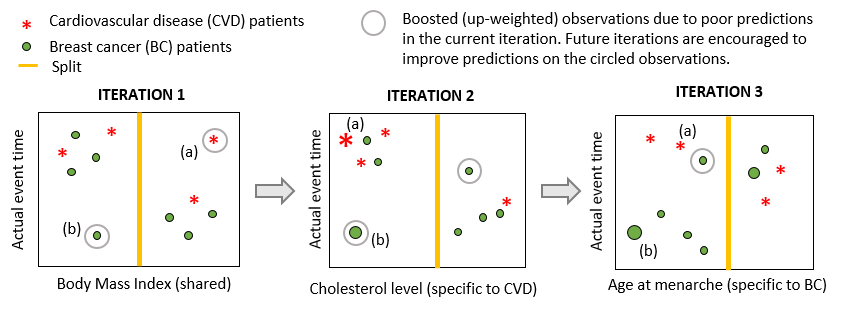 Cardiovascular disease (CVD) patients
Breast cancer (BC) patients
Split
Boosted (up-weighted) observations due to poor predictions
in the current iteration. Future iterations are encouraged to
improve predictions on the circled observations.
ITERATION 1
ITERATION 2
ITERATION 3
Actual event time
(a)
(b)
Body Mass Index (shared)
Actual event time
(a)
(b)
Cholesterol level (specific to CVD)
Actual event time
(a)
(b)
Age at menarche (specific to BC)